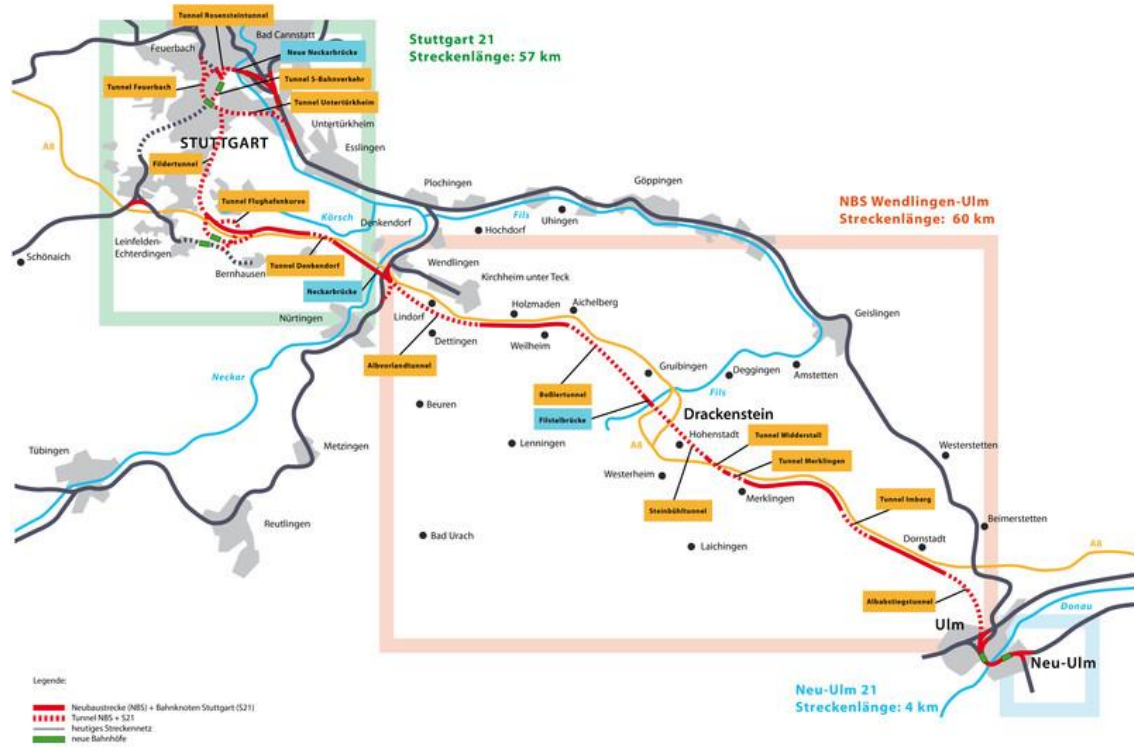 Tunnel Rosensteintunnel
Bad Cannstatt
Feuerbach
Neue Neckarbrücke
Stuttgart 21
Streckenlänge: 57 km
Tunnel Feuerbach
Tunnel S-Bahnverkehr
Tunnel Untertürkheim
Untertürkheim
STUTTGART
Esslingen
A8
Fildertunnel
Plochingen
Göppingen
NBS Wendlingen-Ulm
Streckenlänge: 60 km
Tunnel Flughafenkurve
Körsch
Denkendorf
Fils
Uhingen
Hochdorf
Leinfelden-
Echterdingen
Schönaich
Bernhausen
Tunnel Denkendorf
Wendlingen
Kirchheim unter Teck
Neckarbrücke
Nürtingen
Lindorf
Holzmaden
Aichelberg
Geislingen
Dettingen
Weilheim
Albvorlandtunnel
Gruibingen
Deggingen
Amstetten
Neckar
Boßlertunnel
Fils
Filstalbrücke
Beuren
Drackenstein
Lenningen
A8
Hohenstadt
Tunnel Widderstall
Tübingen
Metzingen
Tunnel Merklingen
Westerstetten
Westerheim
Merklingen
Steinbühltunnel
Tunnel Imberg
Reutlingen
Beimerstetten
Bad Urach
Laichingen
Dornstadt
A8
Albabstiegstunnel
Donau
Ulm
Neu-Ulm
Neu-Ulm 21
Streckenlänge: 4 km
Legende:
Neubaustrecke (NBS) + Bahnknoten Stuttgart (S21)
Tunnel NBS + S21
heutiges Streckennetz
neue Bahnhöfe